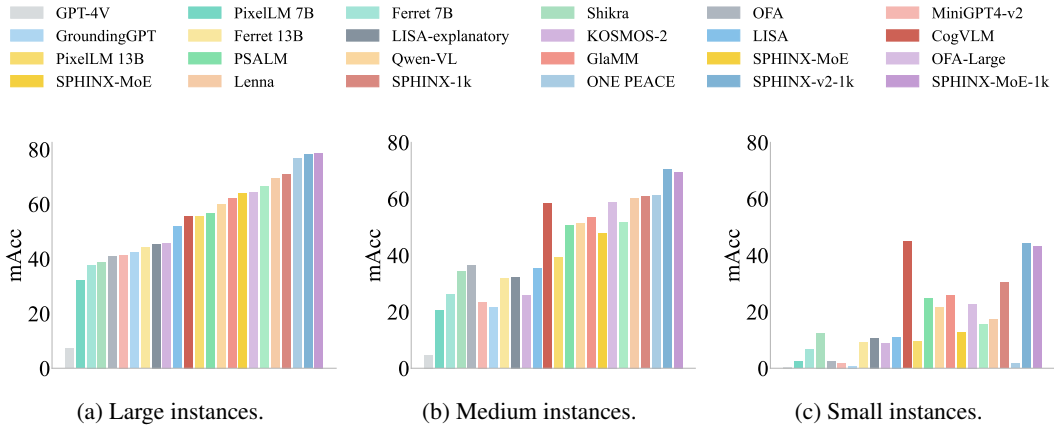 GPT-4V PixelLM 7B Ferret 7B Shikra OFA MiniGPT4-v2
GroundingGPT Ferret 13B LISA-explanatory KOSMOS-2 LISA CogVLM
PixelLM 13B PSALM Qwen-VL GlaMM SPHINX-MoE OFA-Large
SPHINX-MoE Lenna SPHINX-1k ONE PEACE SPHINX-v2-1k SPHINX-MoE-1k
mAcc
80
60
40
20
0
(a) Large instances.
mAcc
80
60
40
20
0
(b) Medium instances.
mAcc
80
60
40
20
0
(c) Small instances.